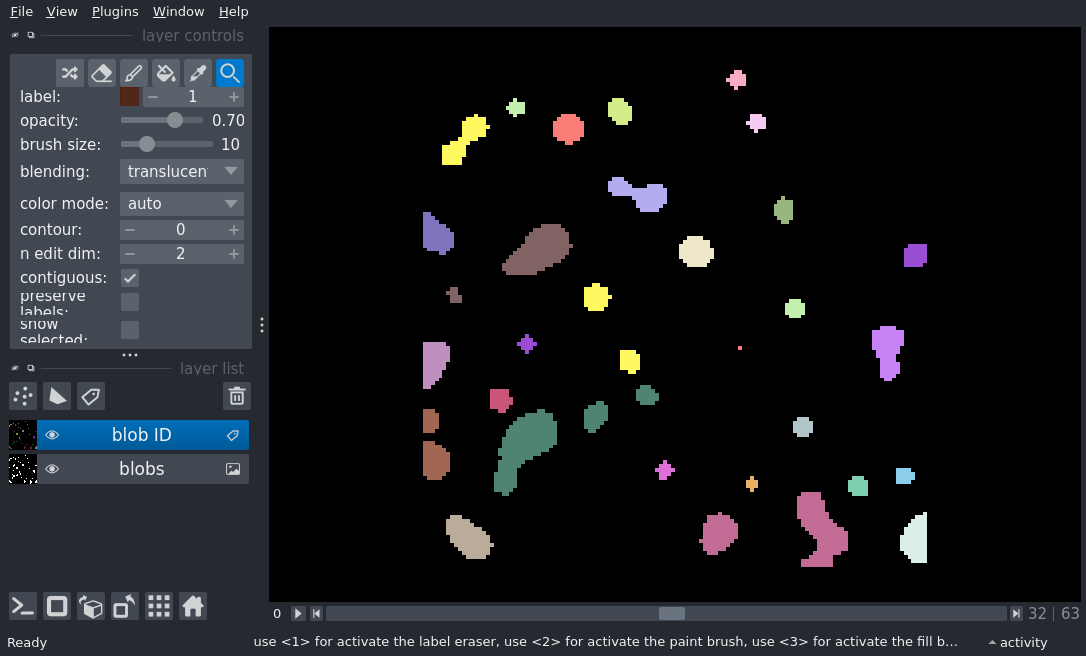 File View Plugins Window Help
layer controls
label: 1
opacity: 0.70
brush size: 10
blending: translucen
color mode: auto
contour: 0
n edit dim: 2
contiguous:
preserve
labels:
show
selected:
layer list
blob ID
blobs
0 32 63
Ready use <1> for activate the label eraser, use <2> for activate the paint brush, use <3> for activate the fill b... activity